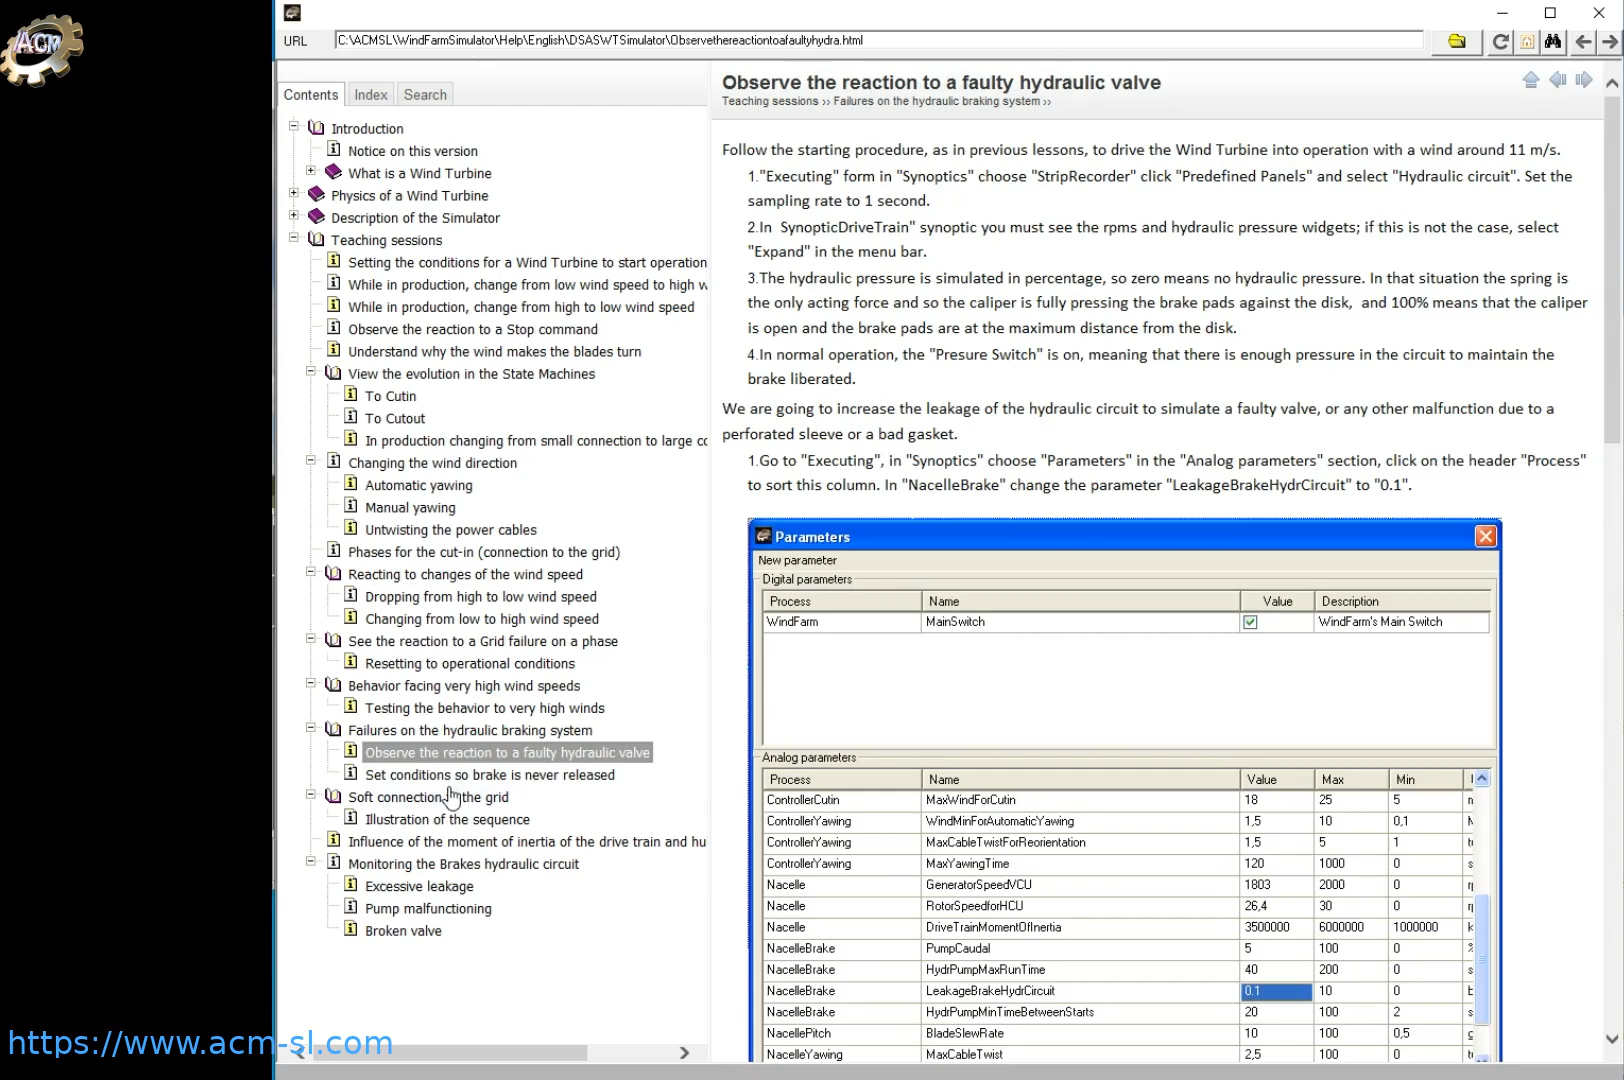 ACM
URL
C:\ACMSL\WindFarmSimulator\Help\English\DSASWTSimulator\Observethereactiontoafaultyhydra.html
Contents
Index
Search
Introduction
Notice on this version
What is a Wind Turbine
Physics of a Wind Turbine
Description of the Simulator
Teaching sessions
Setting the conditions for a Wind Turbine to start operation
While in production, change from low wind speed to high w
While in production, change from high to low wind speed
Observe the reaction to a Stop command
Understand why the wind makes the blades turn
View the evolution in the State Machines
To Cutin
To Cutout
In production changing from small connection to large cc
Changing the wind direction
Automatic yawing
Manual yawing
Untwisting the power cables
Phases for the cut-in (connection to the grid)
Reacting to changes of the wind speed
Dropping from high to low wind speed
Changing from low to high wind speed
See the reaction to a Grid failure on a phase
Resetting to operational conditions
Behavior facing very high wind speeds
Testing the behavior to very high winds
Failures on the hydraulic braking system
Observe the reaction to a faulty hydraulic valve
Set conditions so brake is never released
Soft connection the grid
Illustration of the sequence
Influence of the moment of inertia of the drive train and hu
Monitoring the Brakes hydraulic circuit
Excessive leakage
Pump malfunctioning
Broken valve
https://www.acm-sl.com
Observe the reaction to a faulty hydraulic valve
Teaching sessions ›› Failures on the hydraulic braking system ››
Follow the starting procedure, as in previous lessons, to drive the Wind Turbine into operation with a wind around 11 m/s.
1."Executing" form in "Synoptics" choose "StripRecorder" click "Predefined Panels" and select "Hydraulic circuit". Set the
sampling rate to 1 second.
2.In SynopticDriveTrain" synoptic you must see the rpms and hydraulic pressure widgets; if this is not the case, select
"Expand" in the menu bar.
3.The hydraulic pressure is simulated in percentage, so zero means no hydraulic pressure. In that situation the spring is
the only acting force and so the caliper is fully pressing the brake pads against the disk, and 100% means that the caliper
is open and the brake pads are at the maximum distance from the disk.
4.In normal operation, the "Presure Switch" is on, meaning that there is enough pressure in the circuit to maintain the
brake liberated.
We are going to increase the leakage of the hydraulic circuit to simulate a faulty valve, or any other malfunction due to a
perforated sleeve or a bad gasket.
1.Go to "Executing", in "Synoptics" choose "Parameters" in the "Analog parameters" section, click on the header "Process"
to sort this column. In "NacelleBrake" change the parameter "LeakageBrakeHydrCircuit" to "0.1".
Parameters
New parameter
Digital parameters
Process Name Value Description
WindFarm MainSwitch WindFarm's Main Switch
Analog parameters
Process Name Value Max Min
ControllerCutin MaxWindForCutin 18 25 5
ControllerYawing WindMinForAutomaticYawing 1,5 10 0,1
ControllerYawing MaxCableTwistForReorientation 1,5 5 1
ControllerYawing MaxYawingTime 120 1000 0
Nacelle GeneratorSpeedVCU 1803 2000 0
Nacelle RotorSpeedforHCU 26,4 30 0
Nacelle DriveTrainMomentOfInertia 3500000 6000000 1000000
NacelleBrake PumpCaudal 5 100 0
NacelleBrake HydrPumpMaxRunTime 40 200 0
NacelleBrake LeakageBrakeHydrCircuit 0.1 10 0
NacelleBrake HydrPumpMinTimeBetweenStarts 20 100 2
NacellePitch BladeSlewRate 10 100 0,5
NacelleYawing MaxCableTwist 2,5 100 0